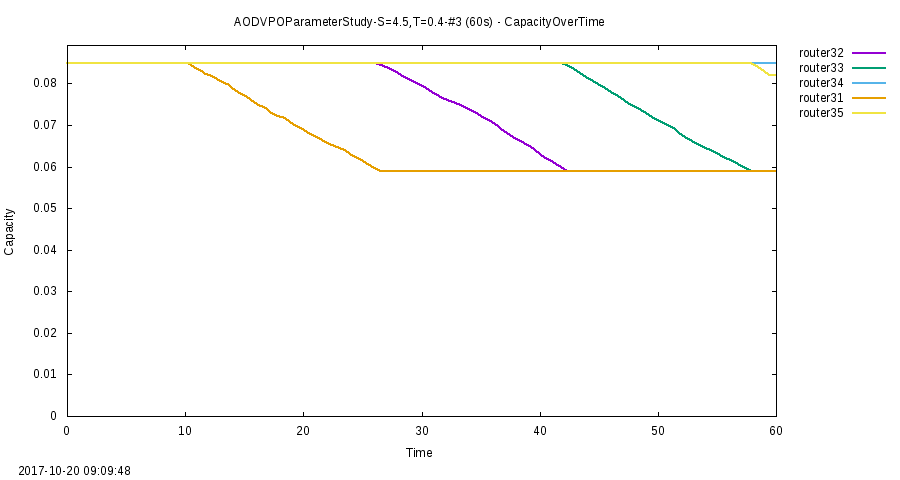 AODVPOParameterStudy-S=4.5,T=0.4-#3 (60s) - CapacityOverTime
router32
router33
router34
router31
router35
0.08
0.07
0.06
0.05
0.04
0.03
0.02
0.01
0
Capacity
0 10 20 30 40 50 60
Time
2017-10-20 09:09:48